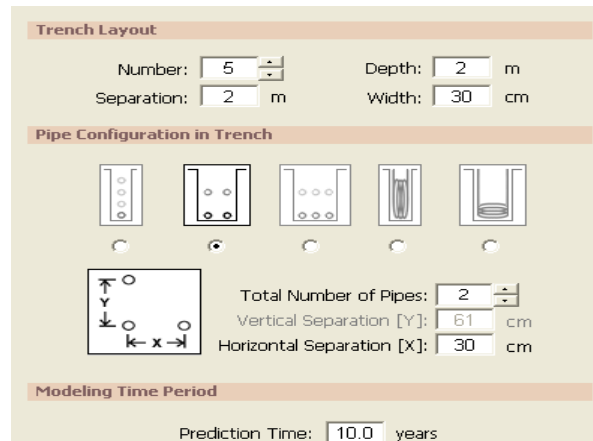 Trench Layout
Number: 5 Depth: 2 m
Separation: 2 m Width: 30 cm
Pipe Configuration in Trench
Y
X
Total Number of Pipes: 2
Vertical Separation [Y]: 61 cm
Horizontal Separation [X]: 30 cm
Modeling Time Period
Prediction Time: 10.0 years